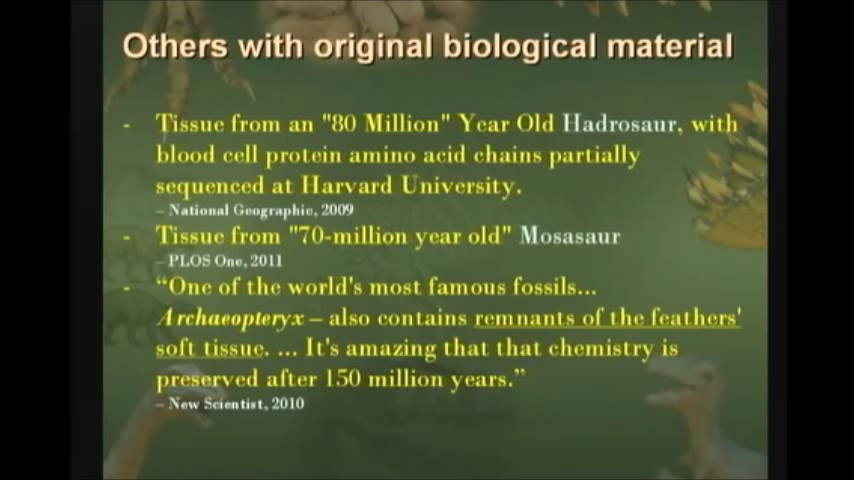 Others with original biological material
- Tissue from an "80 Million" Year Old Hadrosaur, with
blood cell protein amino acid chains partially
sequenced at Harvard University.
– National Geographic, 2009
- Tissue from "70-million year old" Mosasaur
– PLOS One, 2011
- “One of the world's most famous fossils...
Archaeopteryx – also contains remnants of the feathers'
soft tissue. ... It's amazing that that chemistry is
preserved after 150 million years.”
– New Scientist, 2010